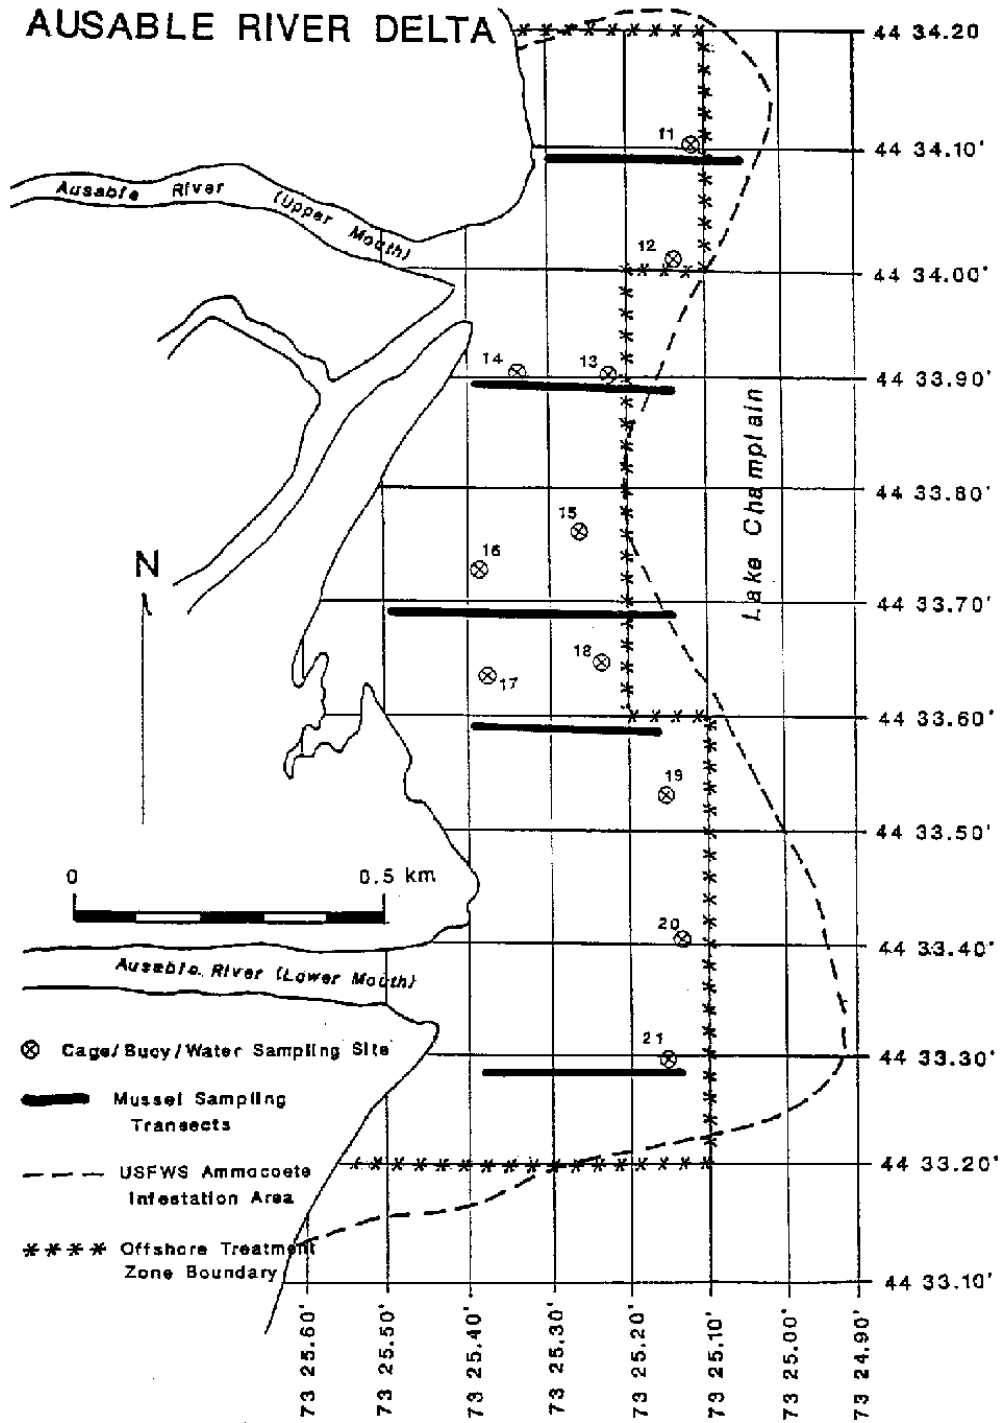 AUSABLE RIVER DELTA
44 34.20
11
44 34.10'
Ausable River (Upper Mouth)
12
44 34.00'
14
13
44 33.90'
Lake Champlain
44 33.80'
15
N
16
44 33.70'
18
17
44 33.60'
19
44 33.50'
0 0.5 km
20
44 33.40'
Ausable River (Lower Mouth)
21
Cage/Buoy/Water Sampling Site
44 33.30'
Mussel Sampling
Transects
44 33.20'
USFWS Ammocoete
Infestation Area
**** Offshore Treatment
Zone Boundary
44 33.10'
73 25.60'
73 25.50'
73 25.40'
73 25.30'
73 25.20'
73 25.10'
73 25.00'
73 24.90'